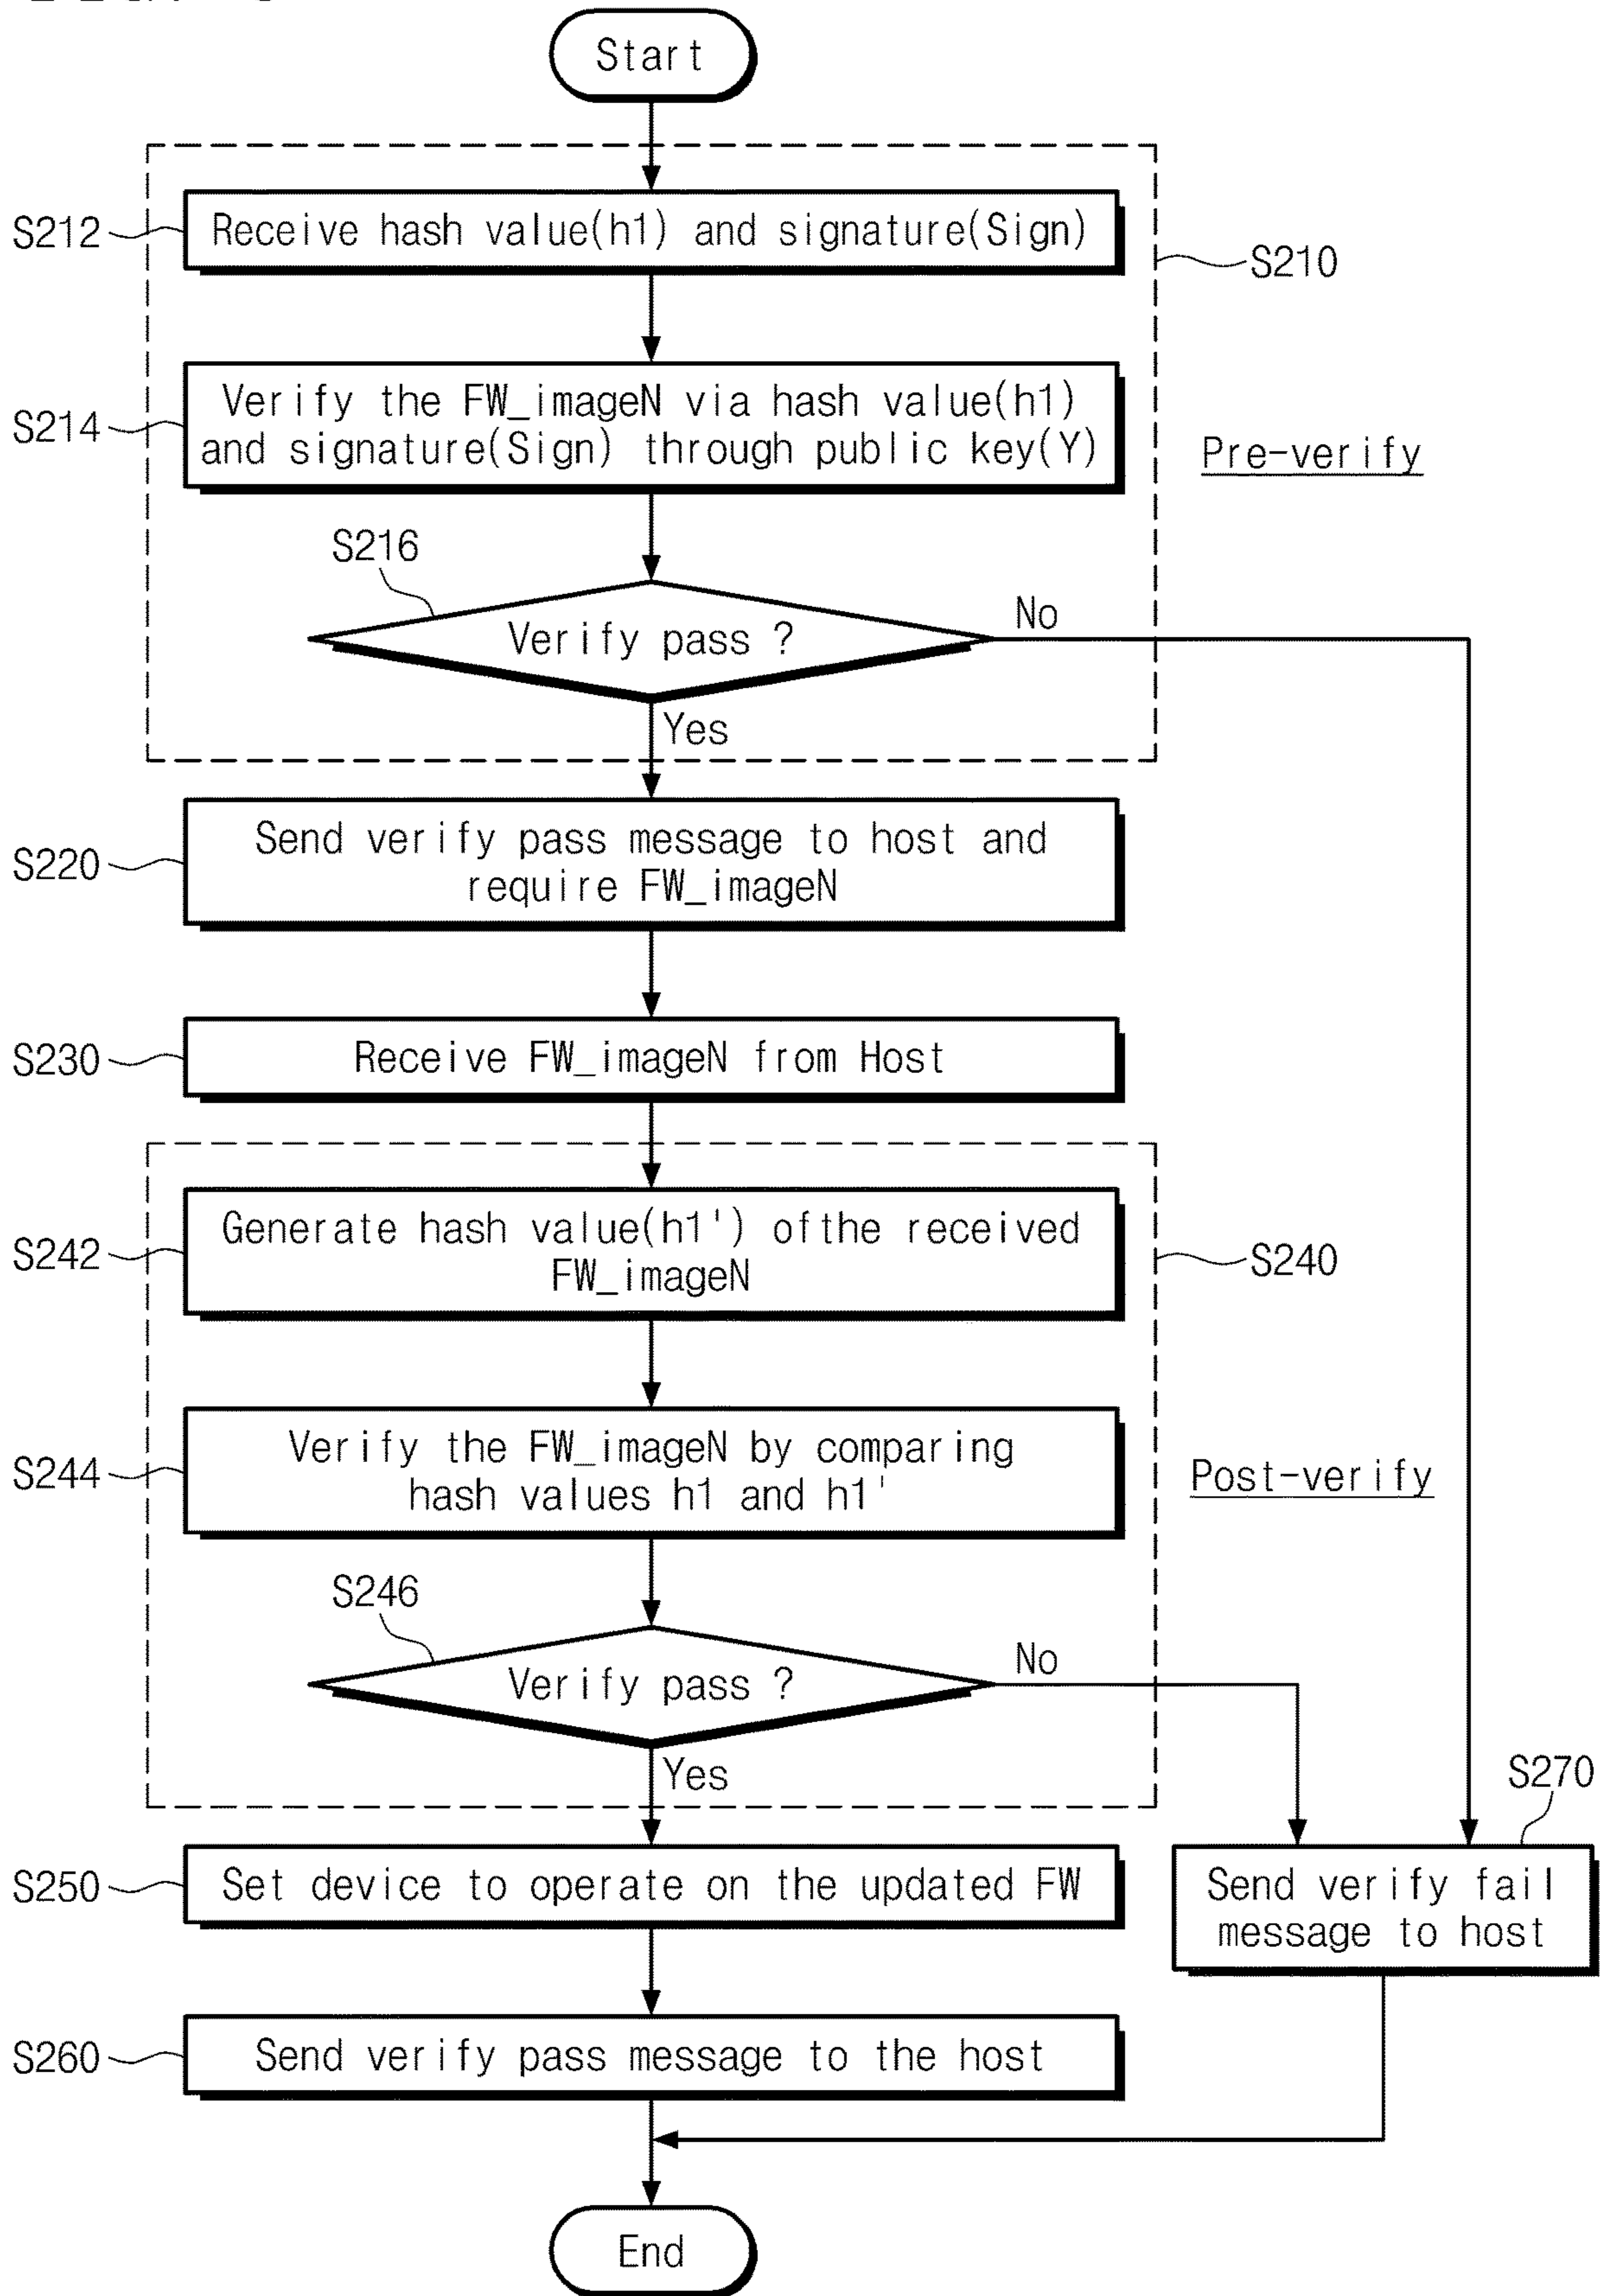 Start
S212
Receive hash value(h1) and signature(Sign)
S210
S214
Verify the FW_imageN via hash value(h1)
and signature(Sign) through public key(Y)
Pre-verify
S216
Verify pass ?
No
Yes
S220
Send verify pass message to host and
require FW_imageN
S230
Receive FW_imageN from Host
S242
Generate hash value(h1') ofthe received
FW_imageN
S240
S244
Verify the FW_imageN by comparing
hash values h1 and h1'
Post-verify
S246
Verify pass ?
No
Yes
S270
S250
Set device to operate on the updated FW
Send verify fail
message to host
S260
Send verify pass message to the host
End